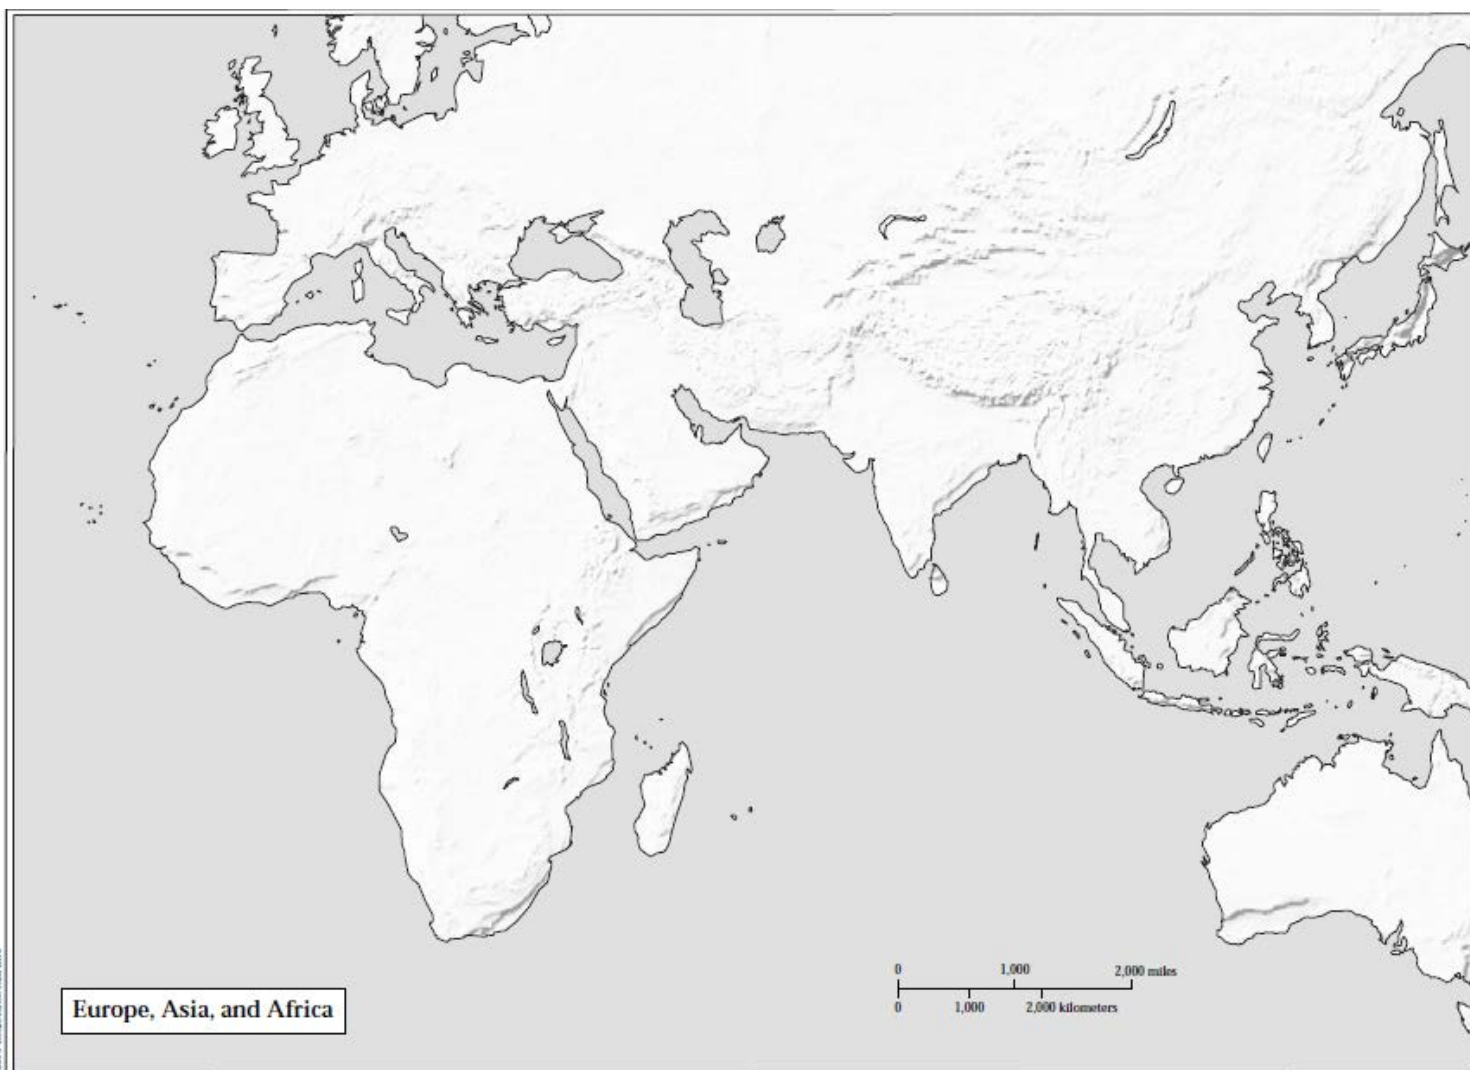 0 1,000 2,000 miles
0 1,000 2,000 kilometers
Europe, Asia, and Africa